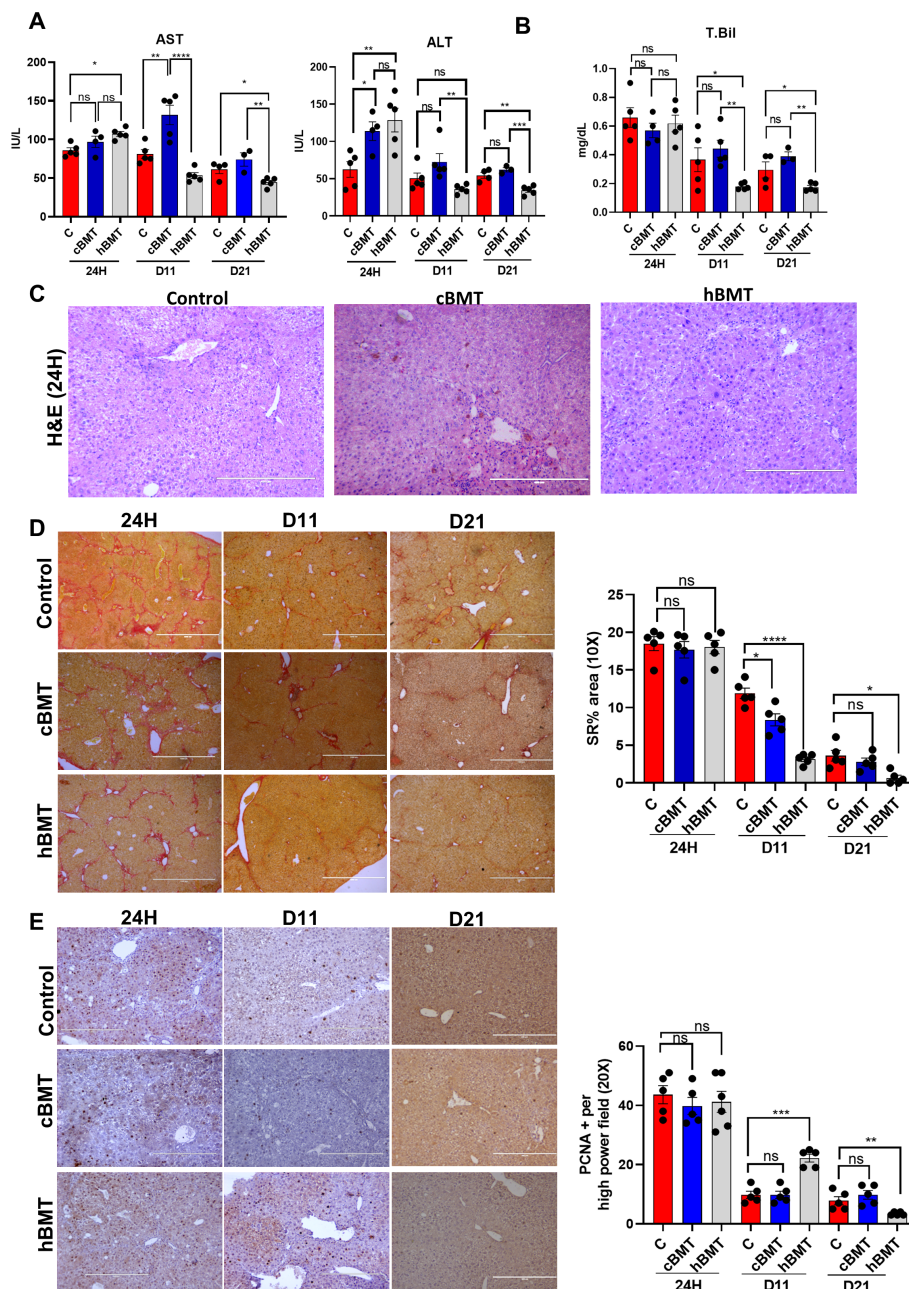 A
AST
IU/L
200
150
100
50
0
*
ns
ns
**
****
*
**
C
cBMT
hBMT
C
cBMT
hBMT
C
cBMT
hBMT
24H
D11
D21
ALT
IU/L
200
150
100
50
0
**
ns
*
ns
ns
**
**
***
ns
C
cBMT
hBMT
C
cBMT
hBMT
C
cBMT
hBMT
24H
D11
D21
B
T.Bil
mg/dL
1.0
0.8
0.6
0.4
0.2
0.0
ns
ns
ns
*
ns
**
*
**
ns
C
cBMT
hBMT
C
cBMT
hBMT
C
cBMT
hBMT
24H
D11
D21
C
Control
cBMT
hBMT
H&E (24H)
D
24H
D11
D21
Control
cBMT
hBMT
SR% area (10X)
25
20
15
10
5
0
ns
ns
****
*
*
ns
C
cBMT
hBMT
C
cBMT
hBMT
C
cBMT
hBMT
24H
D11
D21
E
24H
D11
D21
Control
cBMT
hBMT
PCNA + per
high power field (20X)
60
40
20
0
ns
ns
***
ns
**
ns
C
cBMT
hBMT
C
cBMT
hBMT
C
cBMT
hBMT
24H
D11
D21